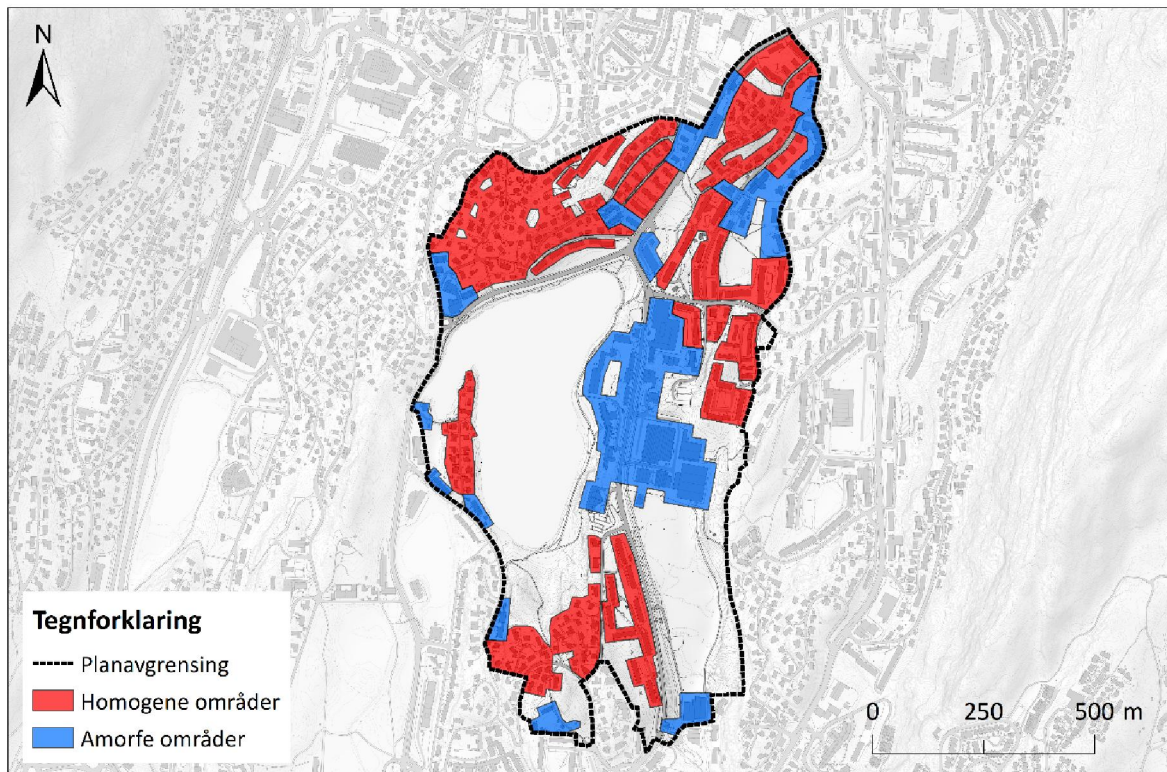 N
Tegnforklaring
Planavgrensing
Homogene områder
Amorfe områder
0 250 500 m